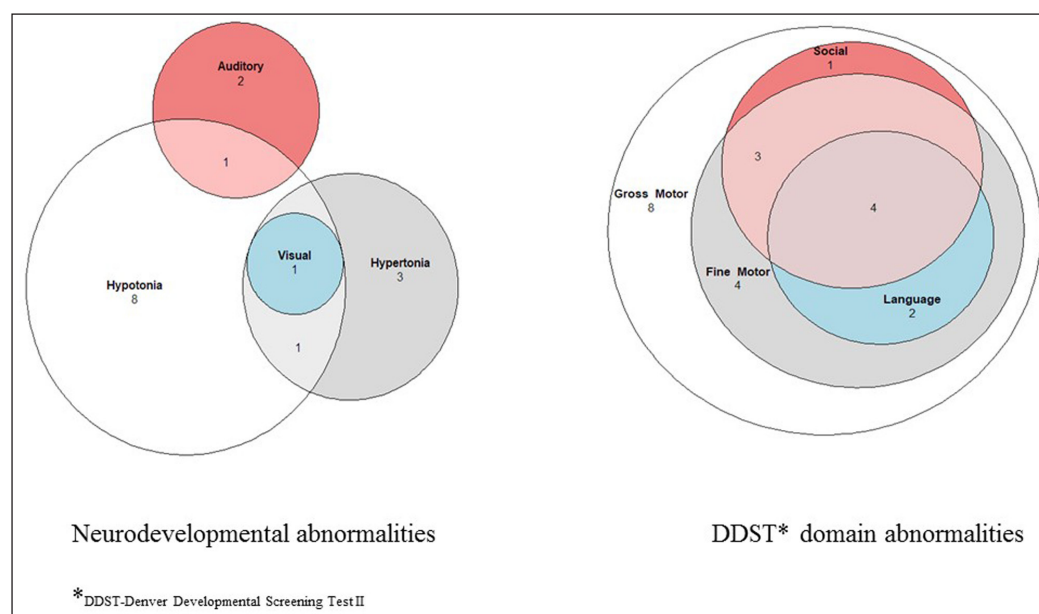 Auditory
2
1
Visual
1
Hypertonia
3
Hypotonia
8
1
Social
1
3
Gross Motor
8
4
Fine Motor
4
Language
2
Neurodevelopmental abnormalities
DDST* domain abnormalities
*DDST-Denver Developmental Screening Test II